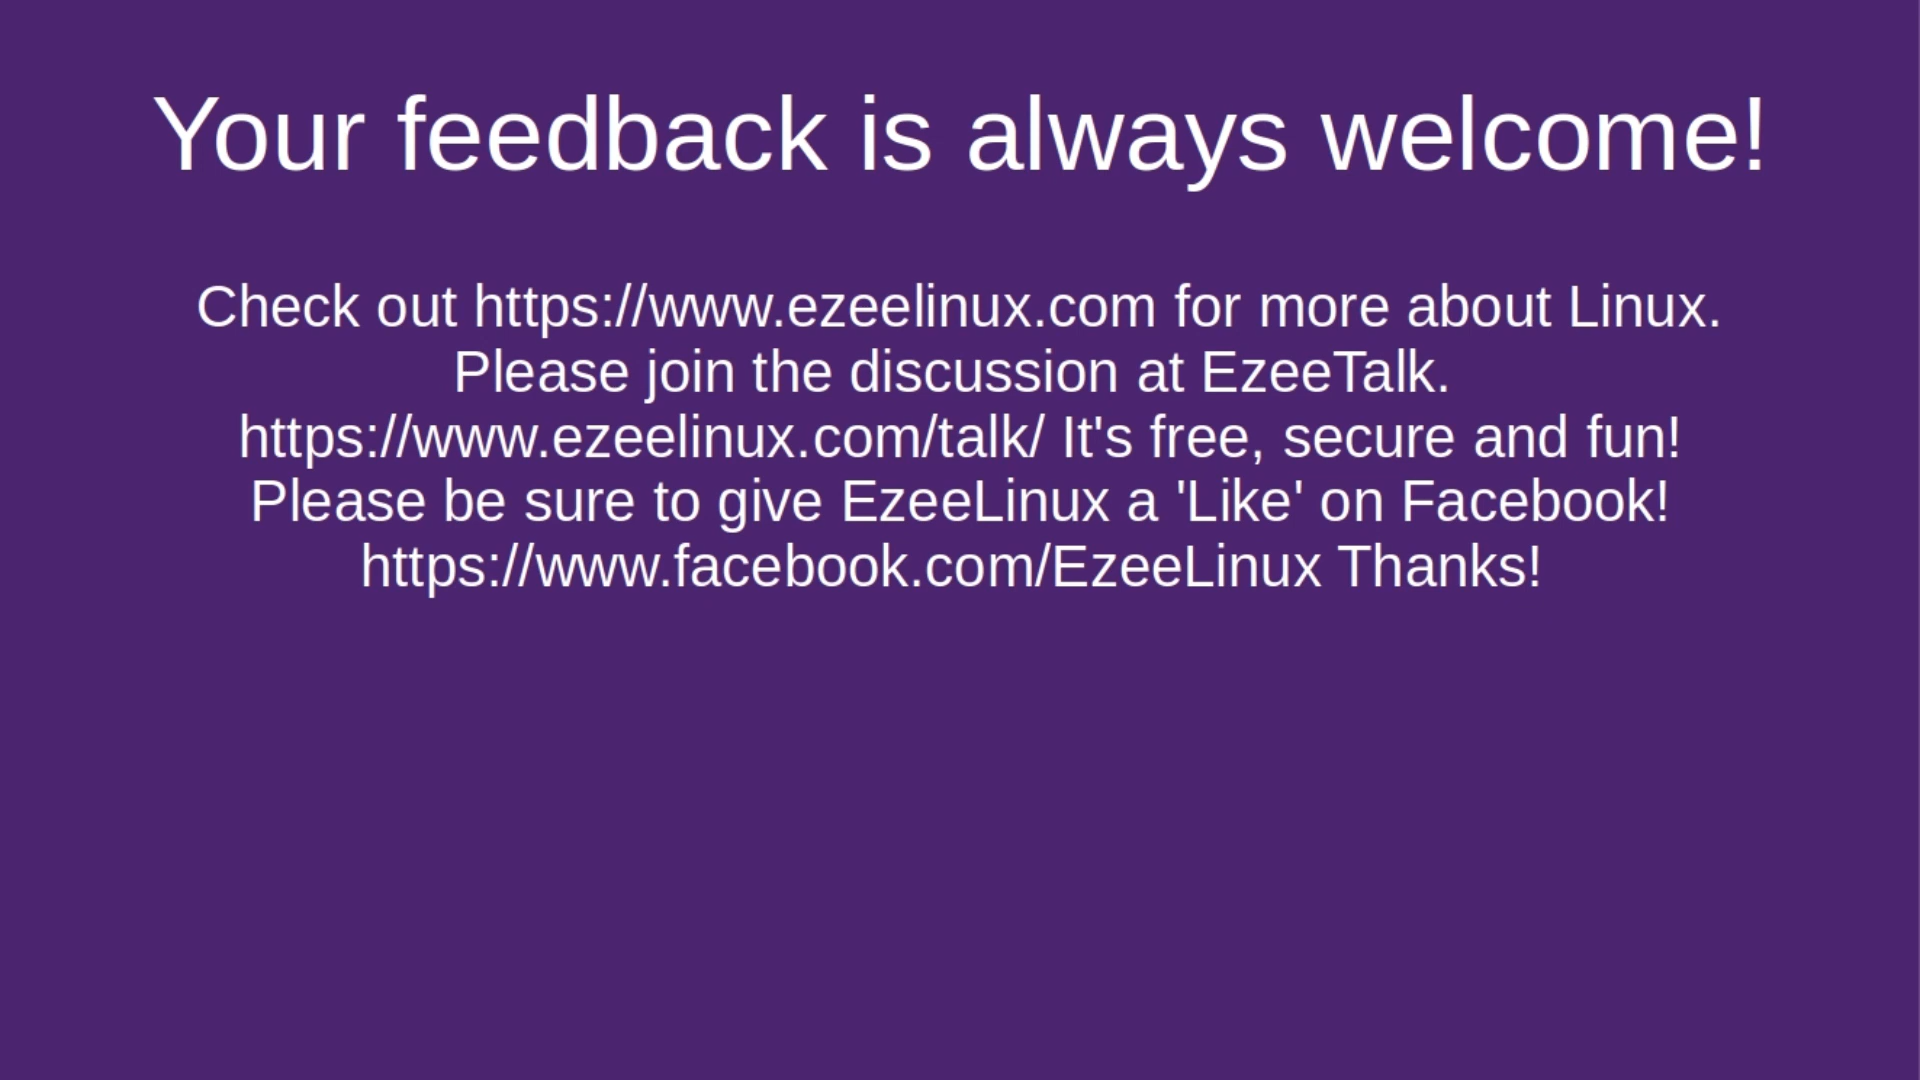 Your feedback is always welcome!
Check out https://www.ezeelinux.com for more about Linux.
Please join the discussion at EzeeTalk.
https://www.ezeelinux.com/talk/ It's free, secure and fun!
Please be sure to give EzeeLinux a 'Like' on Facebook!
https://www.facebook.com/EzeeLinux Thanks!